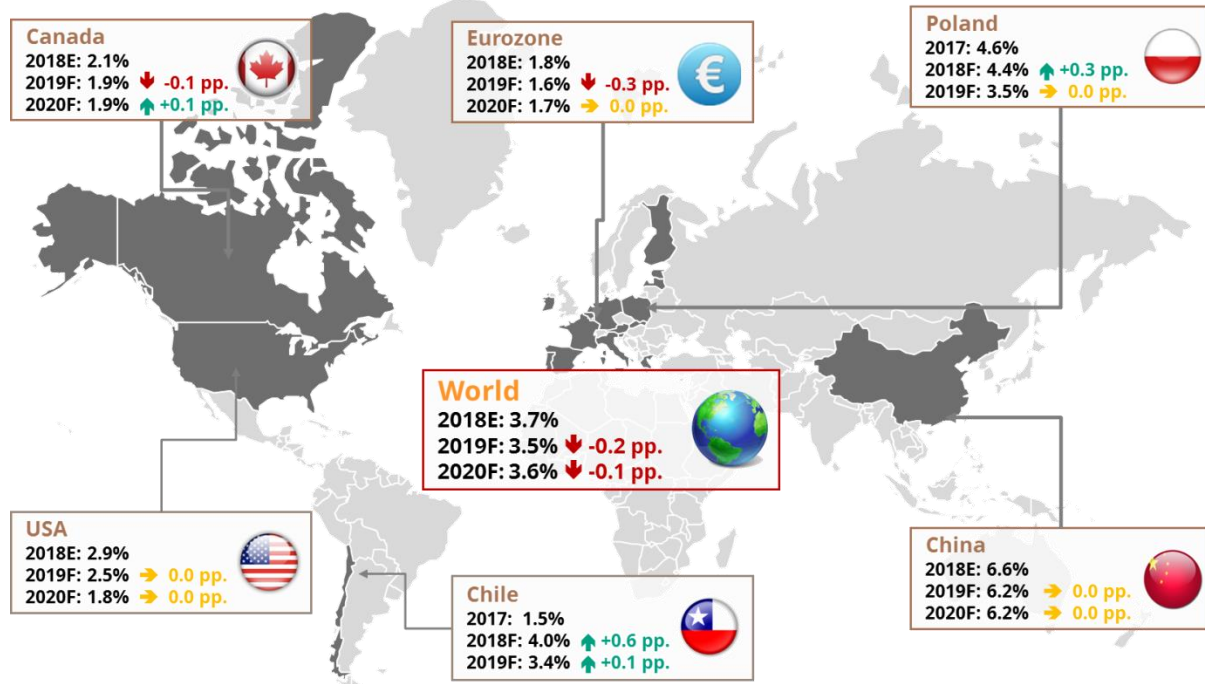 Canada
2018E: 2.1%
2019F: 1.9% -0.1 pp.
2020F: 1.9% +0.1 pp.
Eurozone
2018E: 1.8%
2019F: 1.6% -0.3 pp.
2020F: 1.7% 0.0 pp.
€
Poland
2017: 4.6%
2018F: 4.4% +0.3 pp.
2019F: 3.5% 0.0 pp.
World
2018E: 3.7%
2019F: 3.5% -0.2 pp.
2020F: 3.6% -0.1 pp.
USA
2018E: 2.9%
2019F: 2.5% 0.0 pp.
2020F: 1.8% 0.0 pp.
Chile
2017: 1.5%
2018F: 4.0% +0.6 pp.
2019F: 3.4% +0.1 pp.
China
2018E: 6.6%
2019F: 6.2% 0.0 pp.
2020F: 6.2% 0.0 pp.